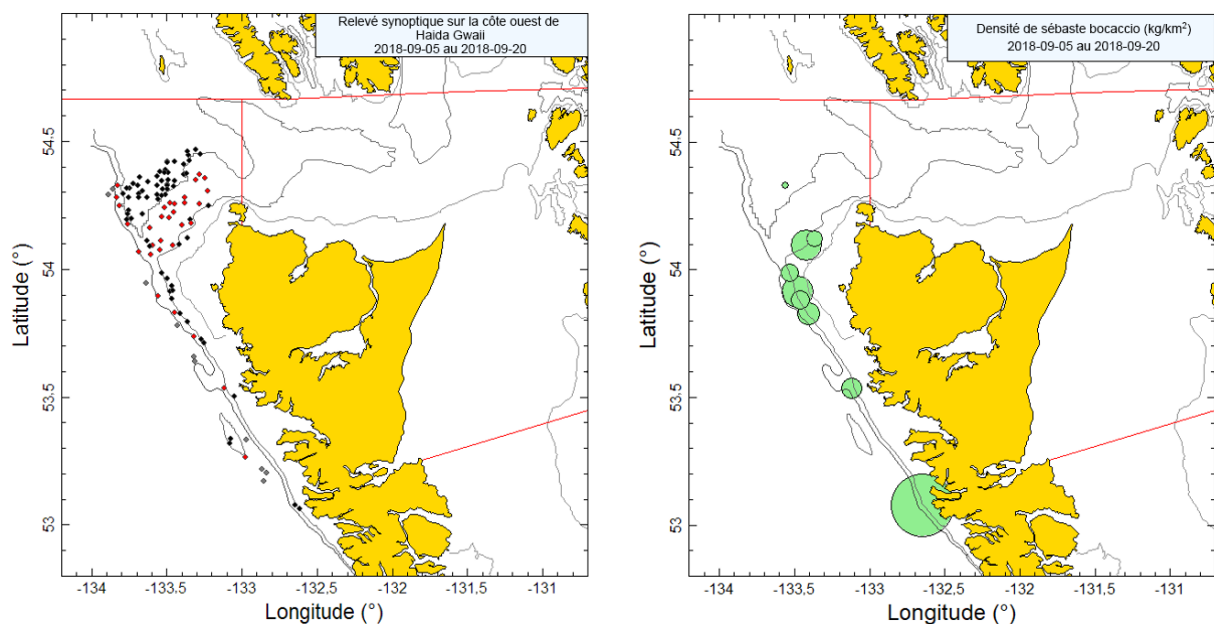 Relevé synoptique sur la côte ouest de
Haida Gwaii
2018-09-05 au 2018-09-20
54.5
54
53.5
53
Latitude (°)
-134
-133.5
-133
-132.5
-132
-131.5
-131
Longitude (°)
Densité de sébaste bocaccio (kg/km²)
2018-09-05 au 2018-09-20
54.5
54
53.5
53
Latitude (°)
-134
-133.5
-133
-132.5
-132
-131.5
-131
Longitude (°)